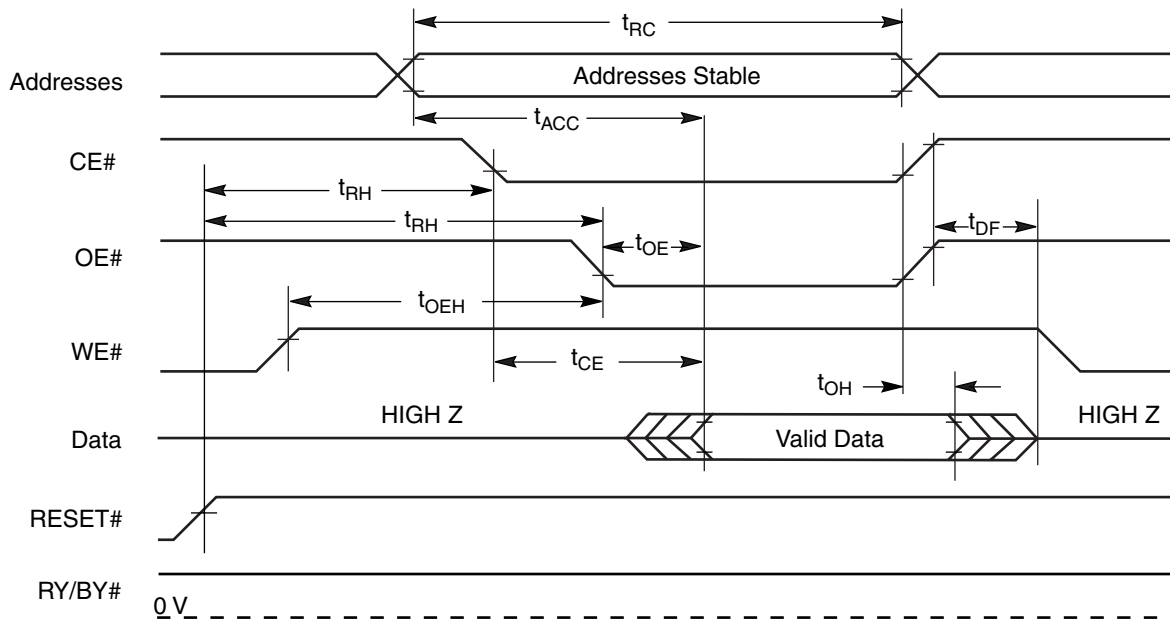 tRC
Addresses
Addresses Stable
tACC
CE#
tRH
tRH
tDF
OE#
tOE
tOEH
WE#
tCE
tOH
HIGH Z
HIGH Z
Data
Valid Data
RESET#
RY/BY#
0 V